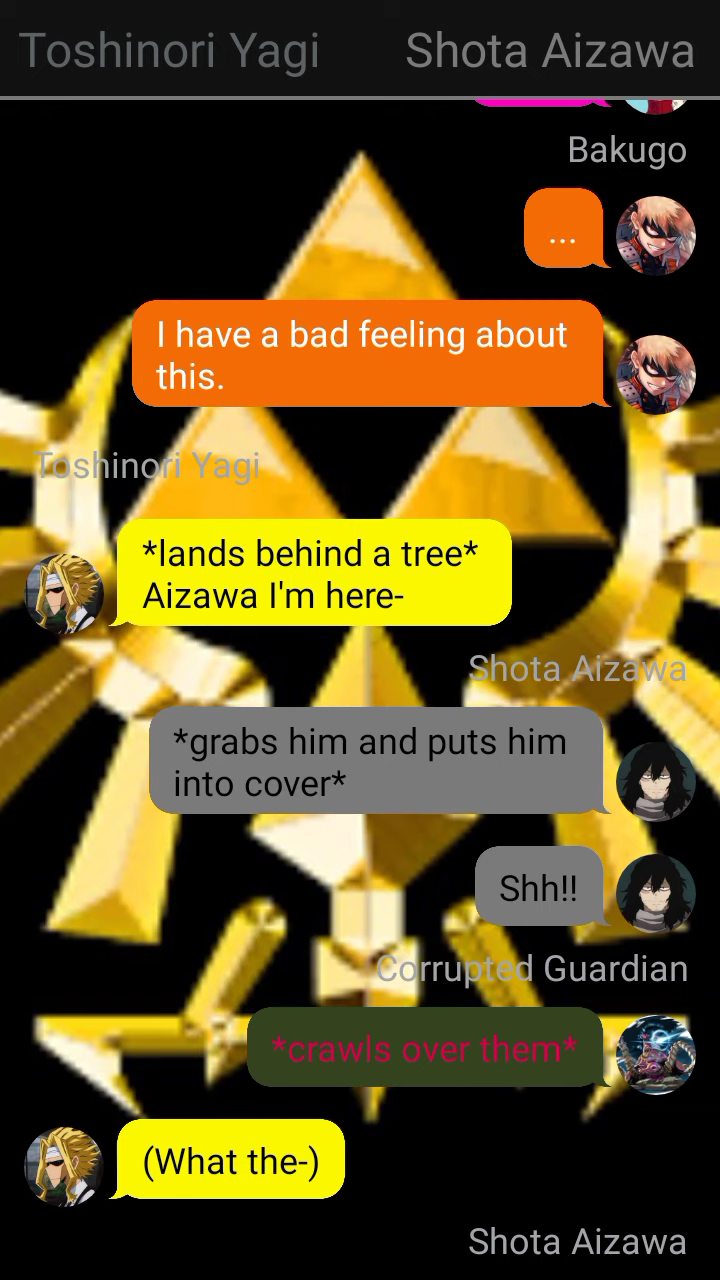 Toshinori Yagi Shota Aizawa
Bakugo
...
I have a bad feeling about
this.
Toshinori Yagi
*lands behind a tree*
Aizawa I'm here-
Shota Aizawa
*grabs him and puts him
into cover*
Shh!!
Corrupted Guardian
*crawls over them*
(What the-)
Shota Aizawa